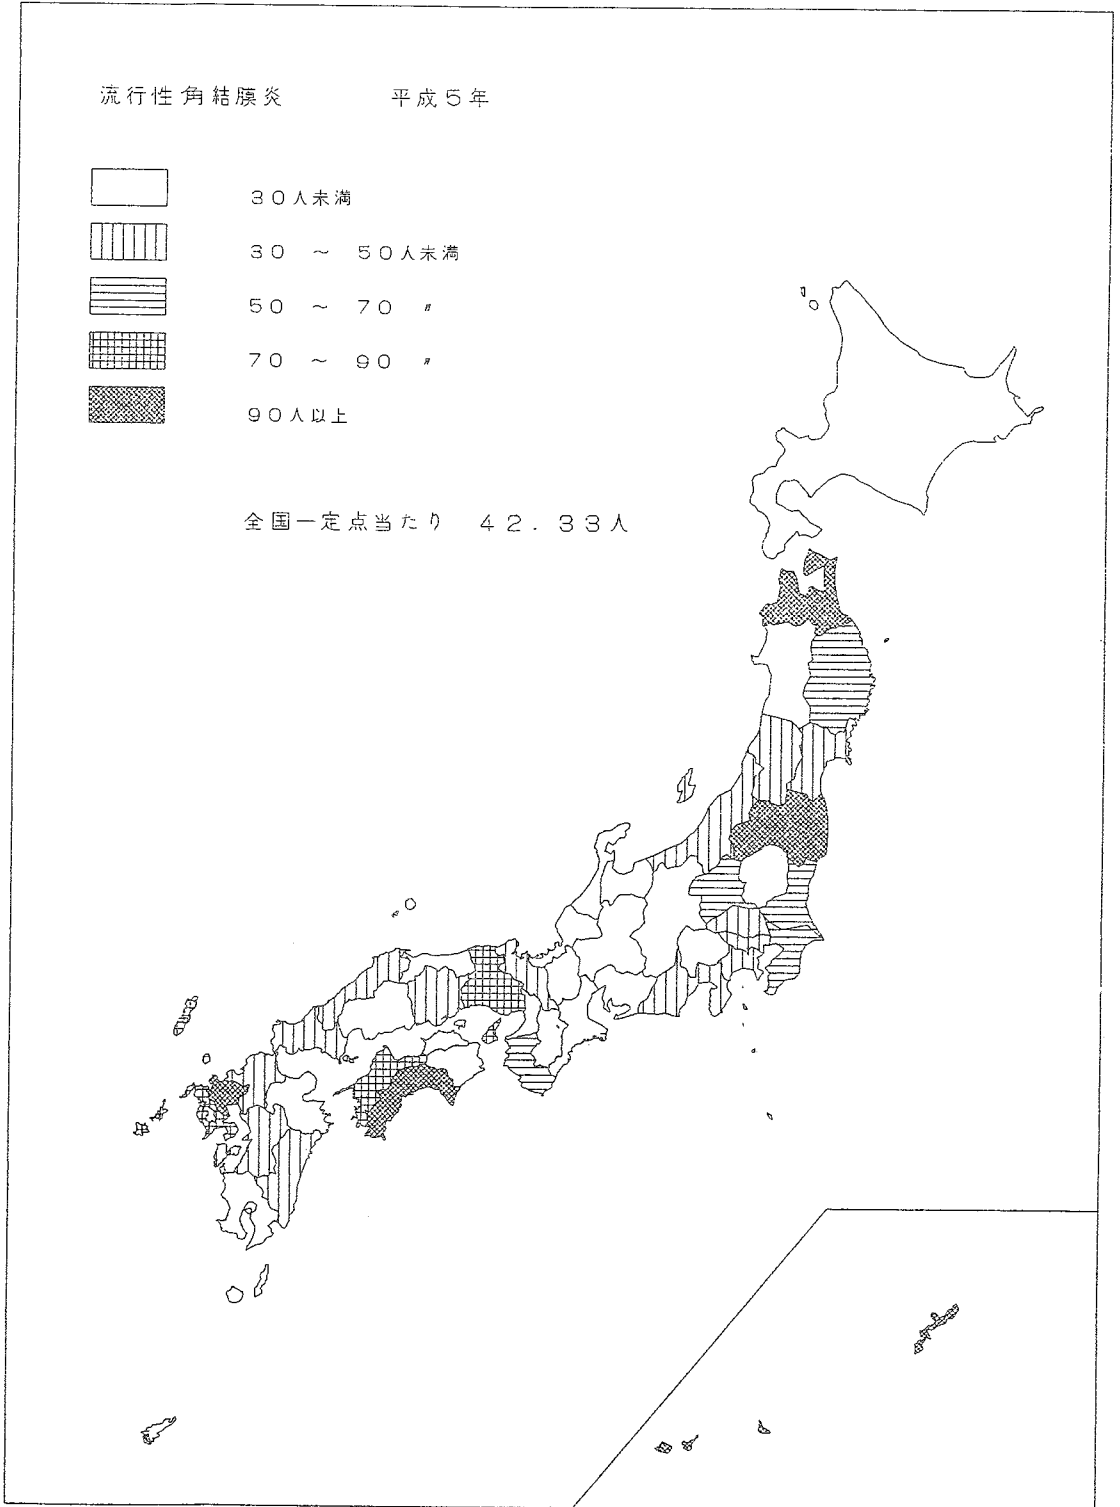 流行性角結膜炎　平成5年
30人未満
30 ～ 50人未満
50 ～ 70 〃
70 ～ 90 〃
90人以上
全国一定点当たり 42.33人